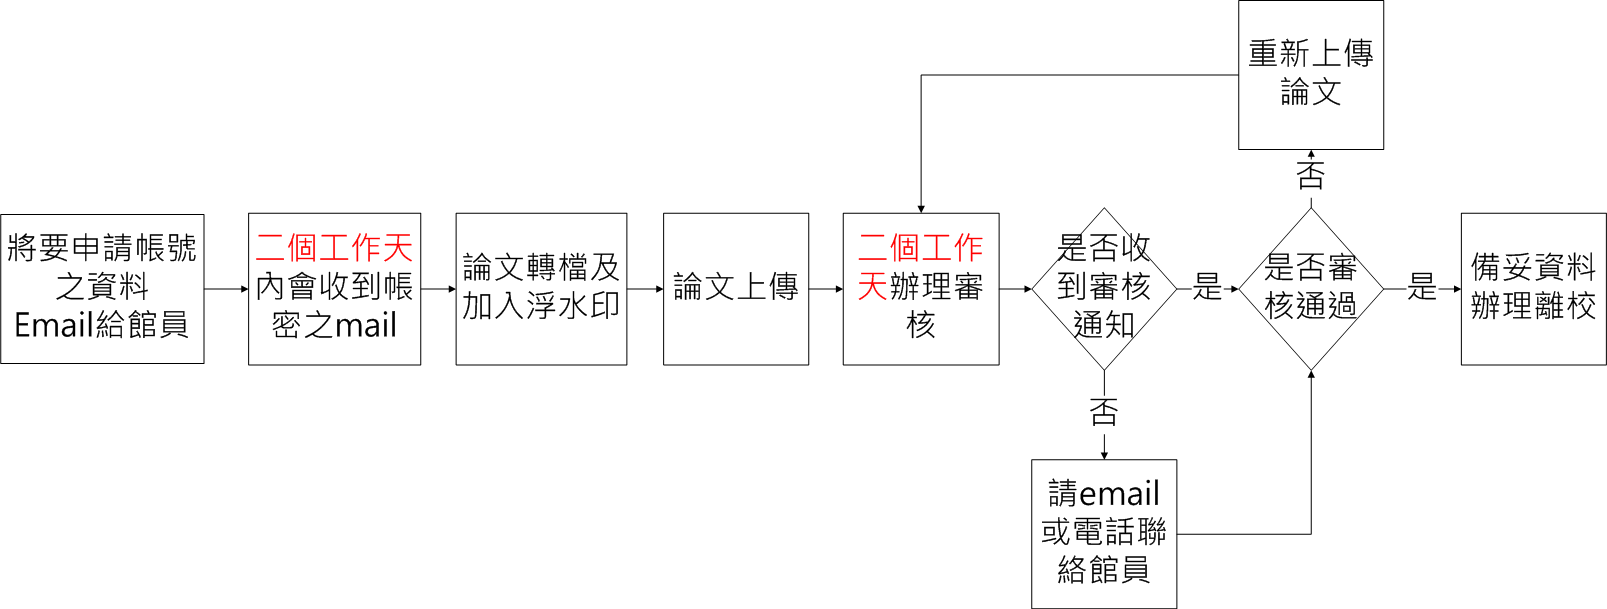 將要申請帳號
之資料
Email給館員
二個工作天
內會收到帳
密之mail
論文轉檔及
加入浮水印
論文上傳
二個工作
天辦理審
核
是否收
到審核
通知
是
否
請email
或電話聯
絡館員
是否審
核通過
否
重新上傳
論文
是
備妥資料
辦理離校